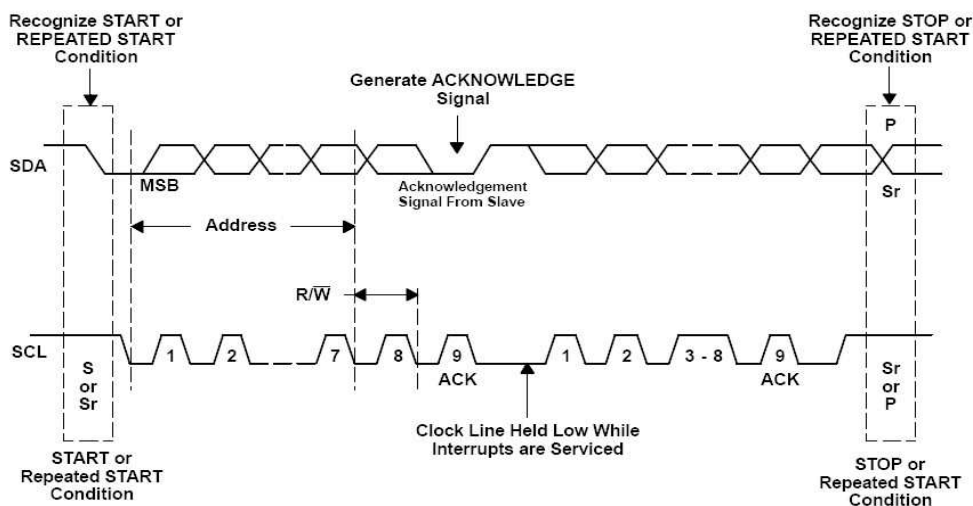 Recognize START or
REPEATED START
Condition
Recognize STOP or
REPEATED START
Condition
Generate ACKNOWLEDGE
Signal
P
SDA
MSB
Acknowledgement
Signal From Slave
Sr
Address
R/W̅
SCL
1
2
7
8
9
1
2
3 - 8
9
ACK
ACK
S
or
Sr
Sr
or
P
Clock Line Held Low While
Interrupts are Serviced
START or
Repeated START
Condition
STOP or
Repeated START
Condition